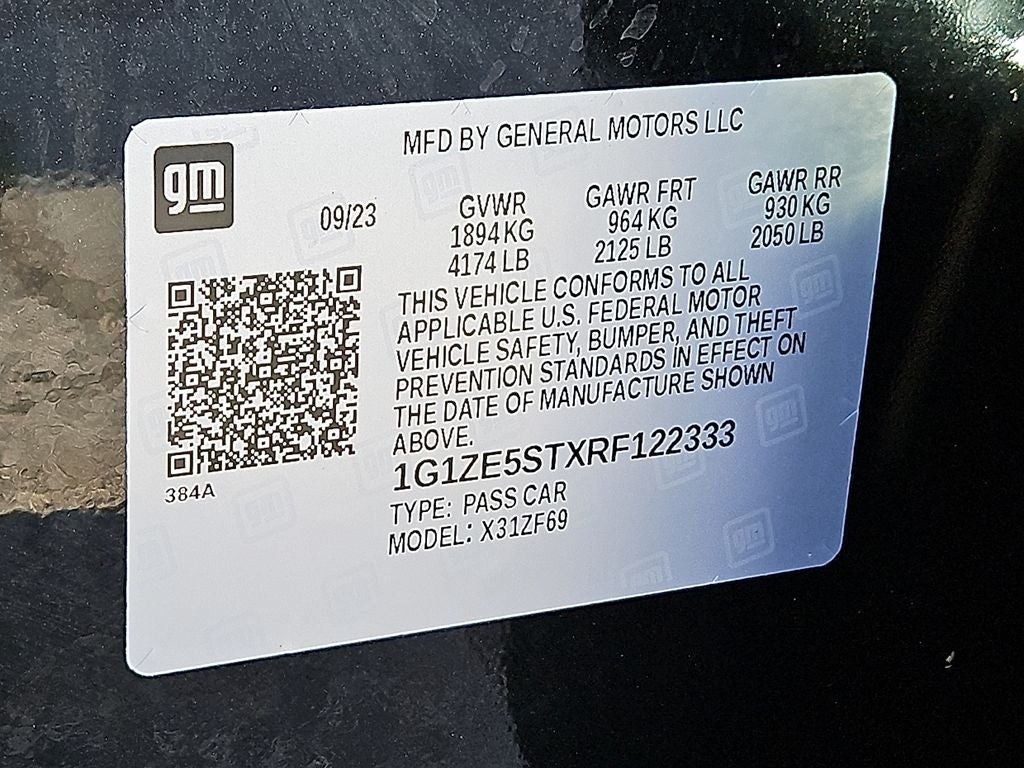 gm
MFD BY GENERAL MOTORS LLC
09/23
GVWR
1894 KG
4174 LB
GAWR FRT
964 KG
2125 LB
GAWR RR
930 KG
2050 LB
THIS VEHICLE CONFORMS TO ALL
APPLICABLE U.S. FEDERAL MOTOR
VEHICLE SAFETY, BUMPER, AND THEFT
PREVENTION STANDARDS IN EFFECT ON
THE DATE OF MANUFACTURE SHOWN
ABOVE.
1G1ZE5STXRF122333
TYPE: PASS CAR
MODEL: X31ZF69
384A